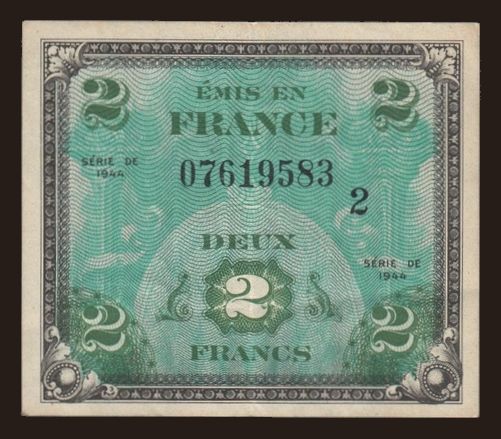 2 2
ÉMIS EN
FRANCE
SÉRIE DE
1944
07619583
2
DEUX
SÉRIE DE
1944
2
2 2
FRANCS